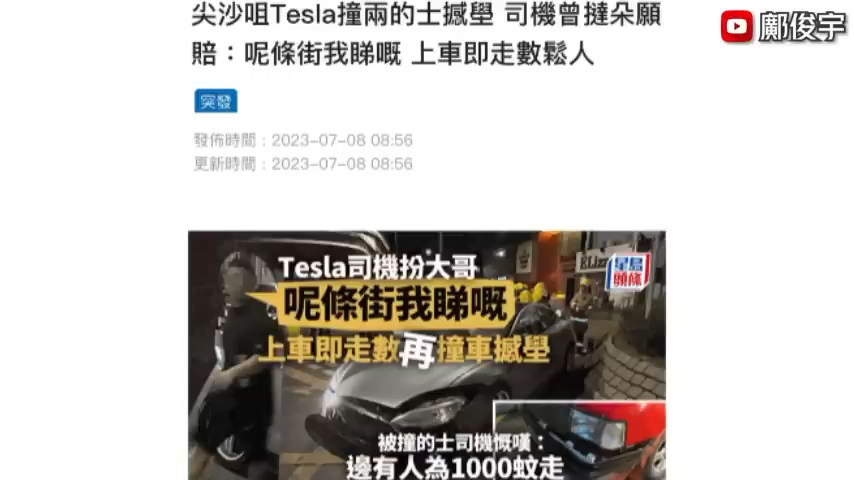 尖沙咀Tesla撞兩的士撼壆 司機曾撻朵願
賠：呢條街我睇嘅 上車即走數鬆人
鄺俊宇
突發
發佈時間：2023-07-08 08:56
更新時間：2023-07-08 08:56
Tesla司機扮大哥
呢條街我睇嘅
上車即走數再撞車撼壆
星島
頭條
被撞的士司機慨嘆：
邊有人為1000蚊走